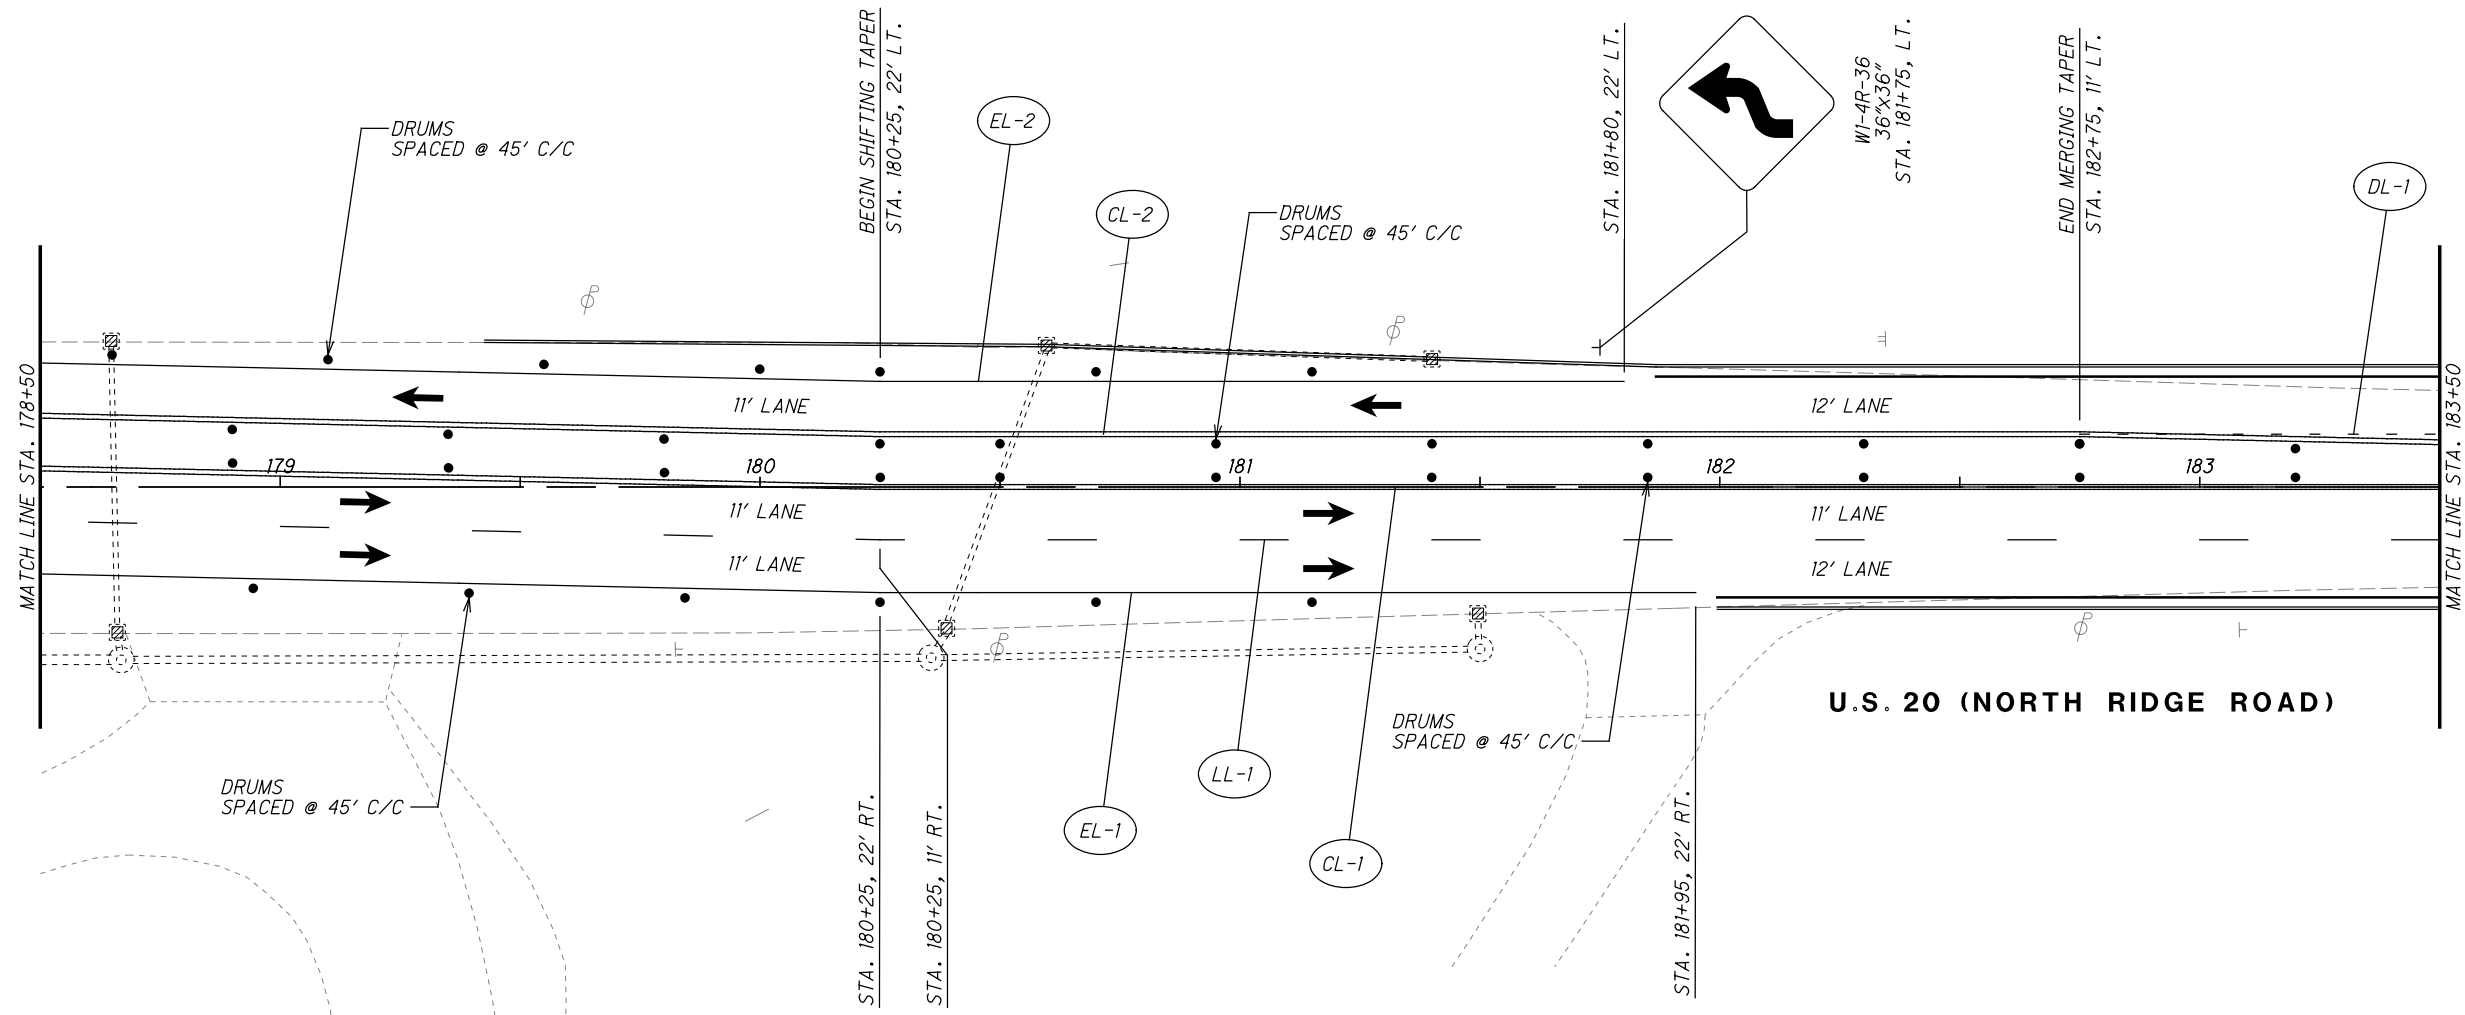 BEGIN SHIFTING TAPER
STA. 180+25, 22' LT.
STA. 181+80, 22' LT.
W1-4R-36
36"x36"
STA. 181+75, LT.
END MERGING TAPER
STA. 182+75, 11' LT.
EL-2
DRUMS
SPACED @ 45' C/C
CL-2
DRUMS
SPACED @ 45' C/C
DL-1
MATCH LINE STA. 178+50
MATCH LINE STA. 183+50
11' LANE
12' LANE
179
180
181
182
183
11' LANE
11' LANE
11' LANE
12' LANE
U.S. 20 (NORTH RIDGE ROAD)
DRUMS
SPACED @ 45' C/C
LL-1
DRUMS
SPACED @ 45' C/C
EL-1
CL-1
STA. 180+25, 22' RT.
STA. 180+25, 11' RT.
STA. 181+95, 22' RT.